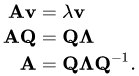 Av = λv
AQ = QΛ
A = QΛQ⁻¹.